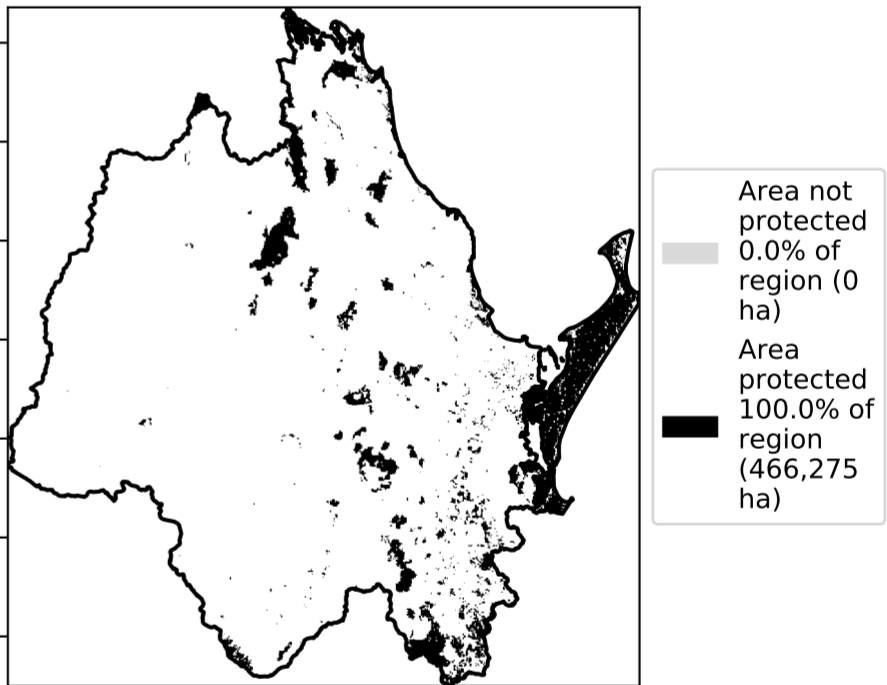 Area not
protected
0.0% of
region (0
ha)
Area
protected
100.0% of
region
(466,275
ha)